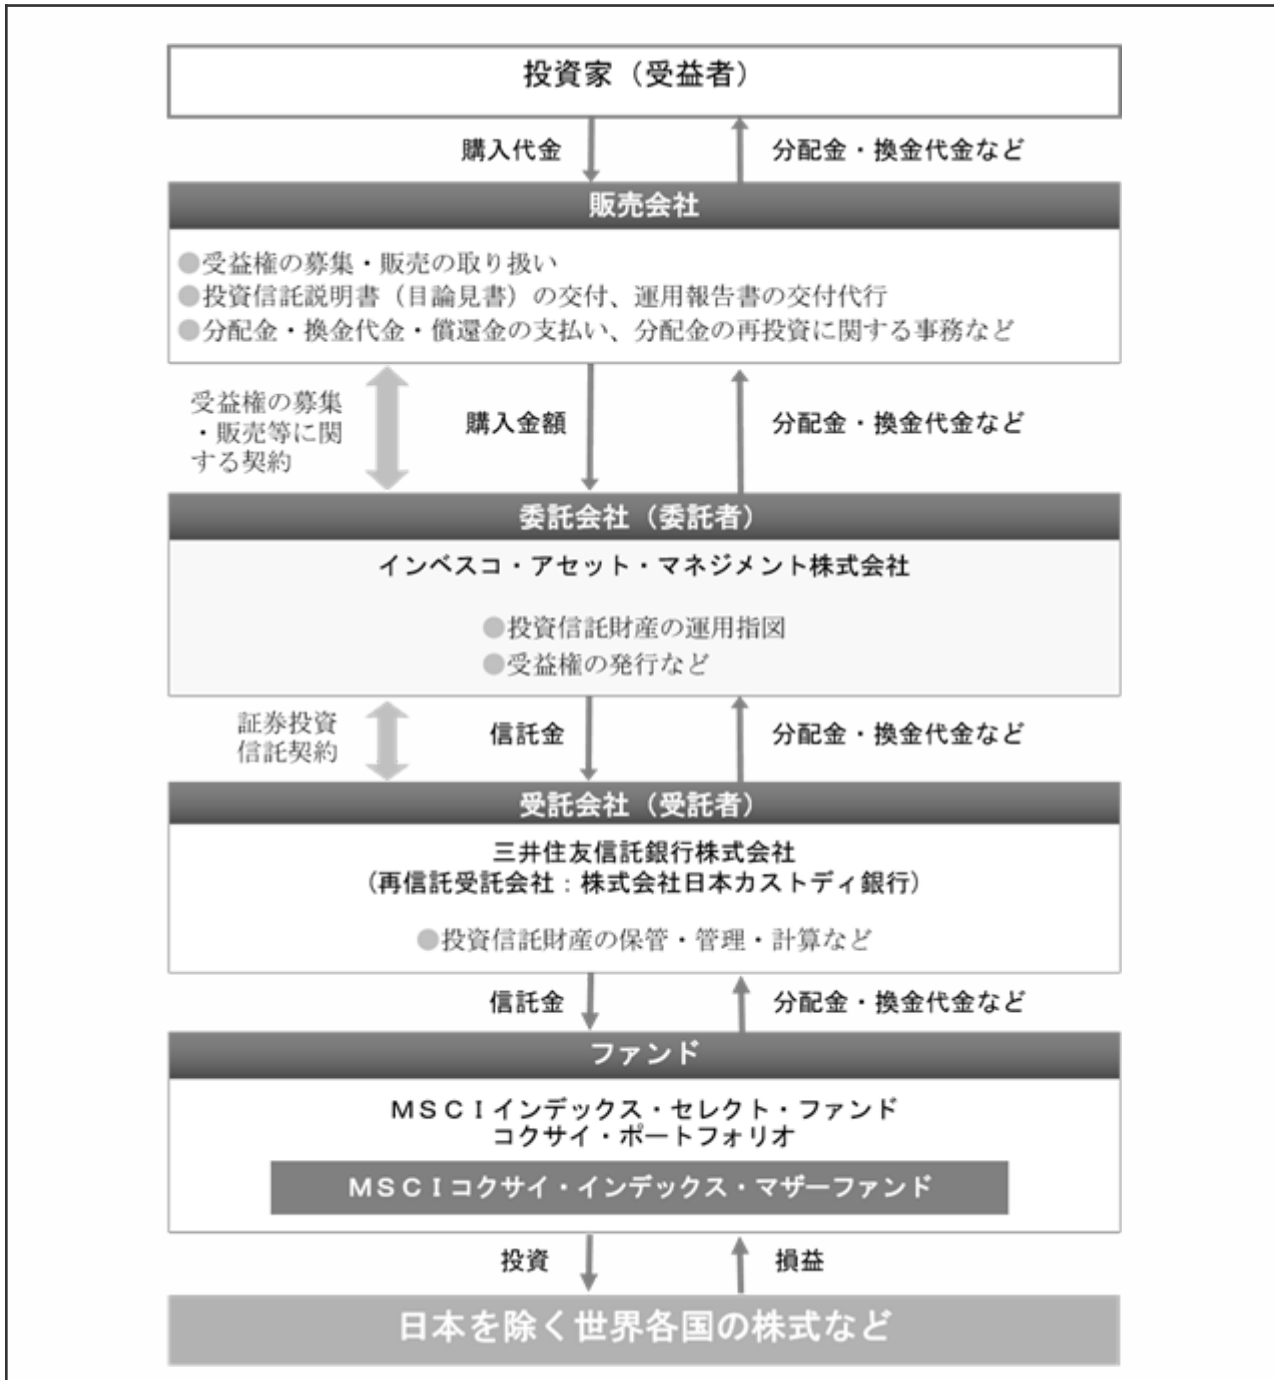 投資家（受益者）
購入代金
分配金・換金代金など
販売会社
●受益権の募集・販売の取り扱い
●投資信託説明書（目論見書）の交付、運用報告書の交付代行
●分配金・換金代金・償還金の支払い、分配金の再投資に関する事務など
受益権の募集
・販売等に関
する契約
購入金額
分配金・換金代金など
委託会社（委託者）
インベスコ・アセット・マネジメント株式会社
●投資信託財産の運用指図
●受益権の発行など
証券投資
信託契約
信託金
分配金・換金代金など
受託会社（受託者）
三井住友信託銀行株式会社
（再信託受託会社：株式会社日本カストディ銀行）
●投資信託財産の保管・管理・計算など
信託金
分配金・換金代金など
ファンド
ＭＳＣＩインデックス・セレクト・ファンド
コクサイ・ポートフォリオ
ＭＳＣＩコクサイ・インデックス・マザーファンド
投資
損益
日本を除く世界各国の株式など